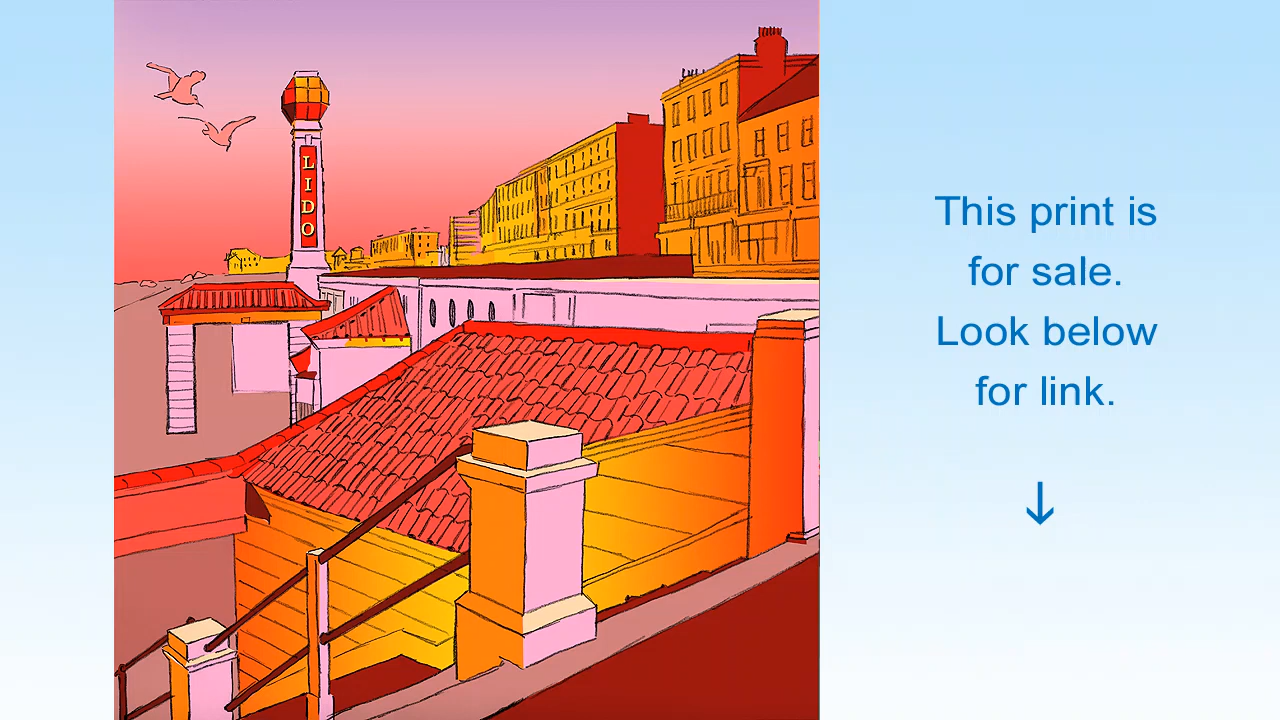 LIDO
This print is
for sale.
Look below
for link.
↓